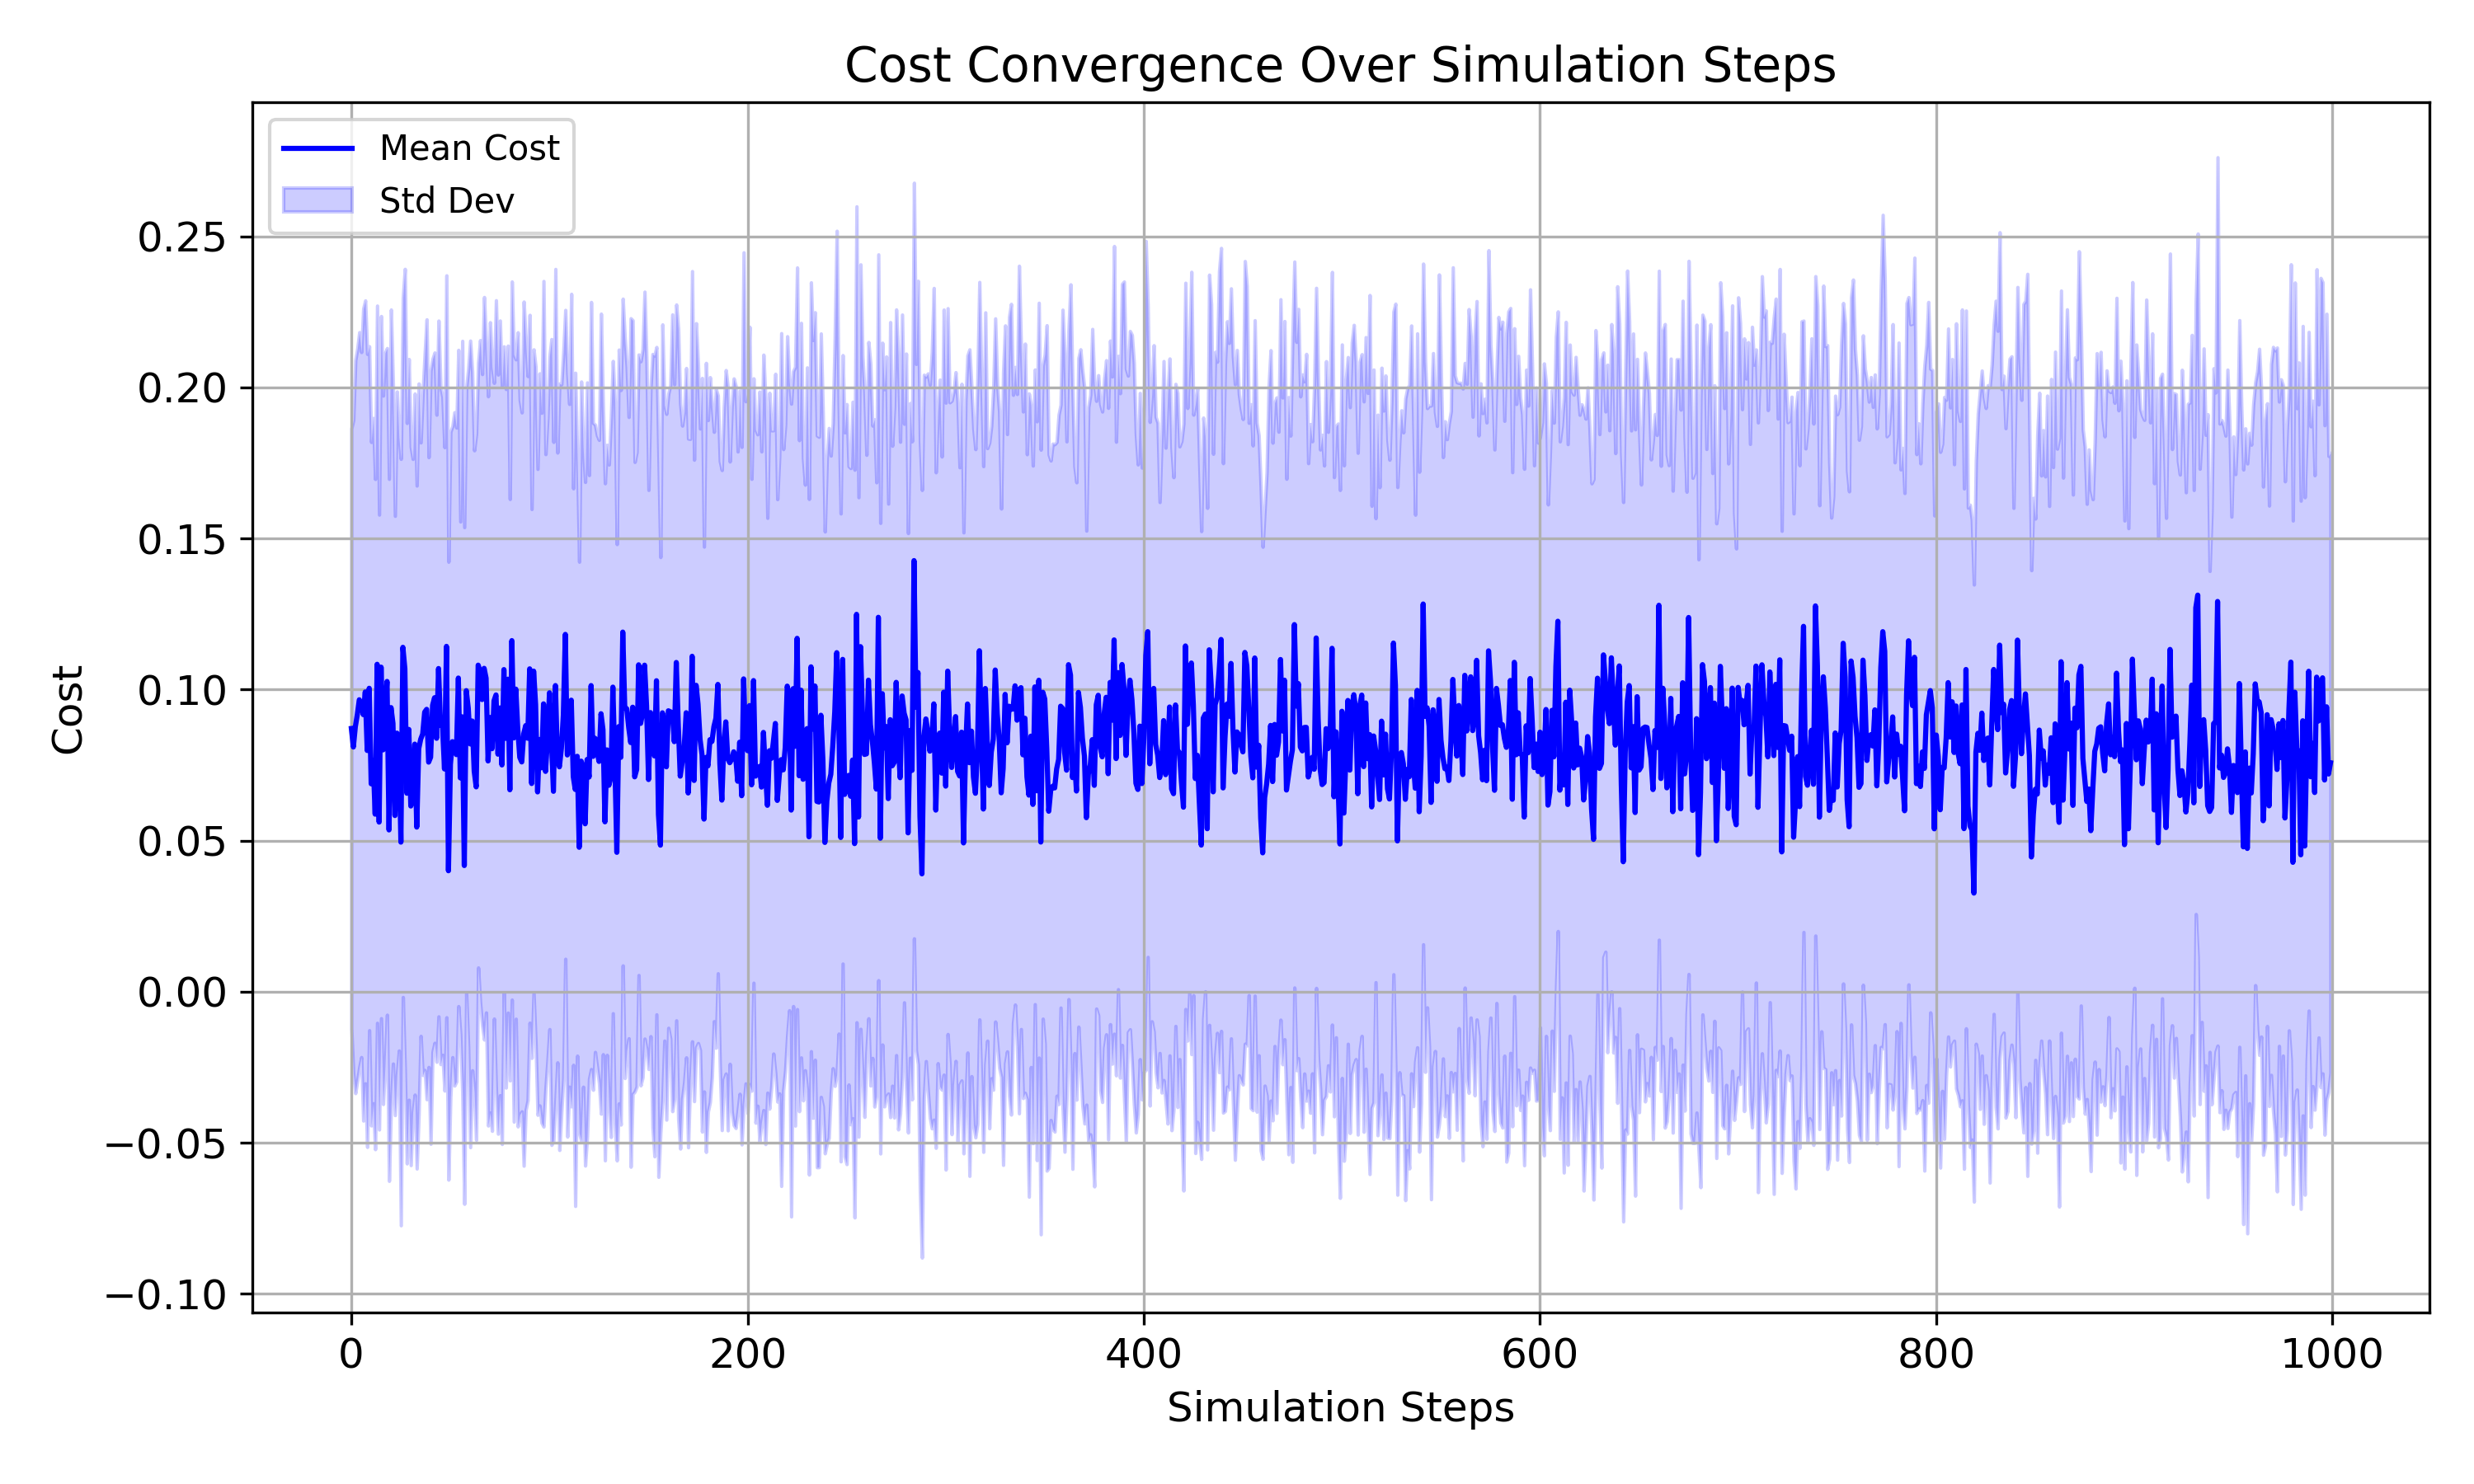 Cost Convergence Over Simulation Steps
Mean Cost
Std Dev
0.25
0.20
0.15
0.10
0.05
0.00
−0.05
−0.10
Cost
0 200 400 600 800 1000
Simulation Steps